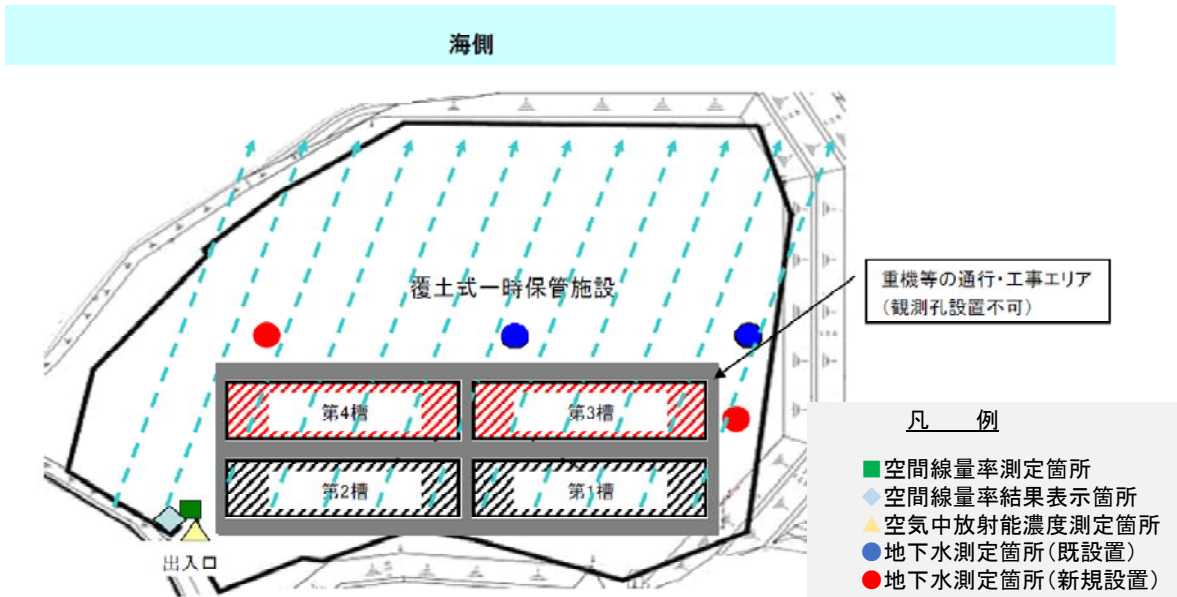 海側
覆土式一時保管施設
重機等の通行・工事エリア
(観測孔設置不可)
第4槽
第3槽
第2槽
第1槽
出入口
凡 例
空間線量率測定箇所
空間線量率結果表示箇所
空気中放射能濃度測定箇所
地下水測定箇所(既設置)
地下水測定箇所(新規設置)